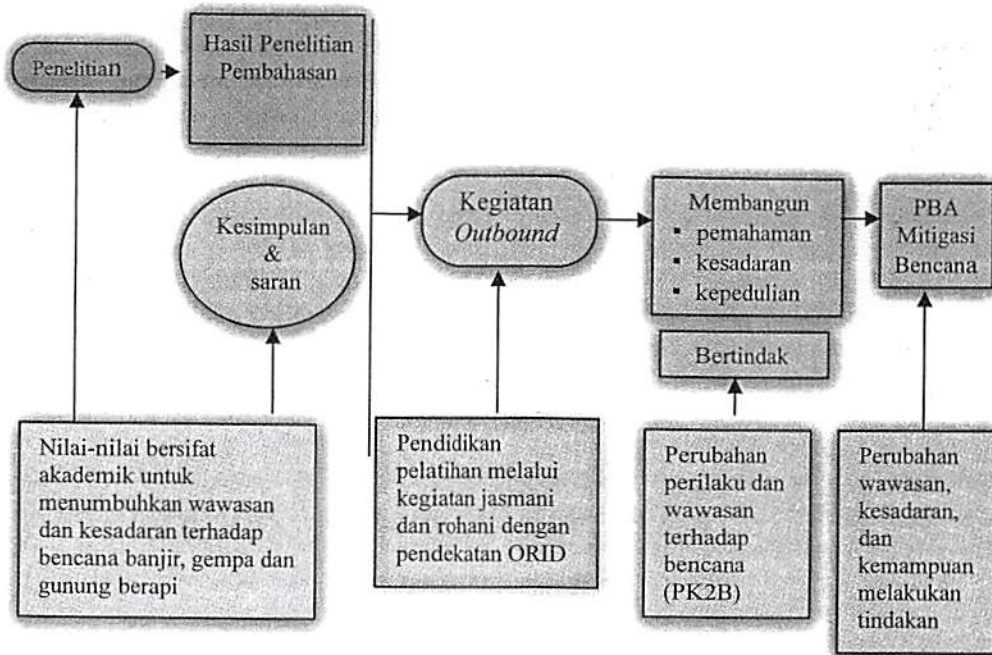 Penelitian
Hasil Penelitian
Pembahasan
Kesimpulan
&
saran
Kegiatan
Outbound
Membangun
▪ pemahaman
▪ kesadaran
▪ kepedulian
Bertindak
PBA
Mitigasi
Bencana
Nilai-nilai bersifat
akademik untuk
menumbuhkan wawasan
dan kesadaran terhadap
bencana banjir, gempa dan
gunung berapi
Pendidikan
pelatihan melalui
kegiatan jasmani
dan rohani dengan
pendekatan ORID
Perubahan
perilaku dan
wawasan
terhadap
bencana
(PK2B)
Perubahan
wawasan,
kesadaran,
dan
kemampuan
melakukan
tindakan